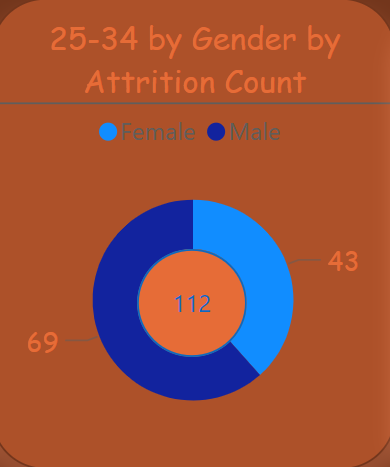 25-34 by Gender by
Attrition Count
Female Male
43
112
69